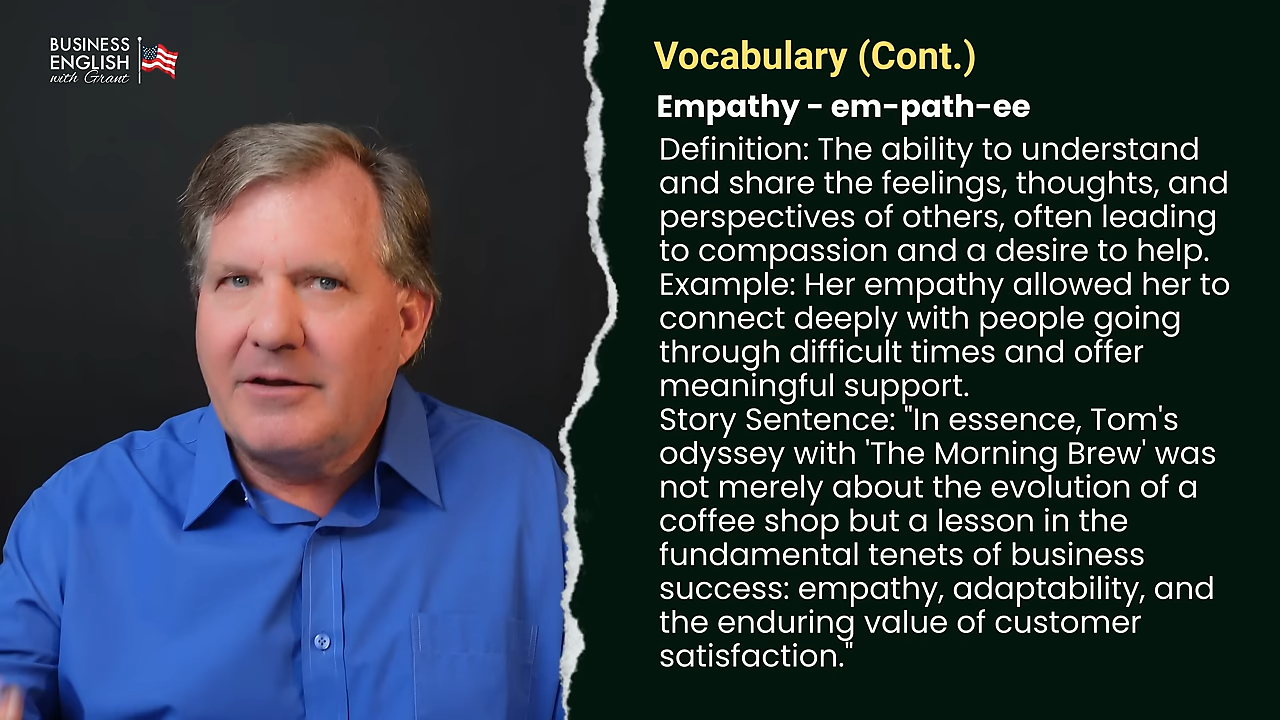 BUSINESS
ENGLISH
with Grant
Vocabulary (Cont.)
Empathy - em-path-ee
Definition: The ability to understand
and share the feelings, thoughts, and
perspectives of others, often leading
to compassion and a desire to help.
Example: Her empathy allowed her to
connect deeply with people going
through difficult times and offer
meaningful support.
Story Sentence: "In essence, Tom's
odyssey with 'The Morning Brew' was
not merely about the evolution of a
coffee shop but a lesson in the
fundamental tenets of business
success: empathy, adaptability, and
the enduring value of customer
satisfaction."